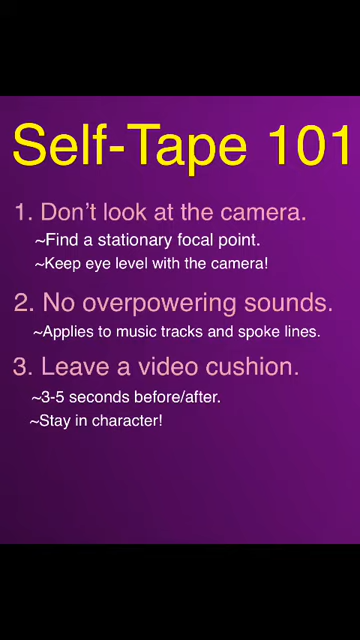 Self-Tape 101
1. Don't look at the camera.
~Find a stationary focal point.
~Keep eye level with the camera!
2. No overpowering sounds.
~Applies to music tracks and spoke lines.
3. Leave a video cushion.
~3-5 seconds before/after.
~Stay in character!